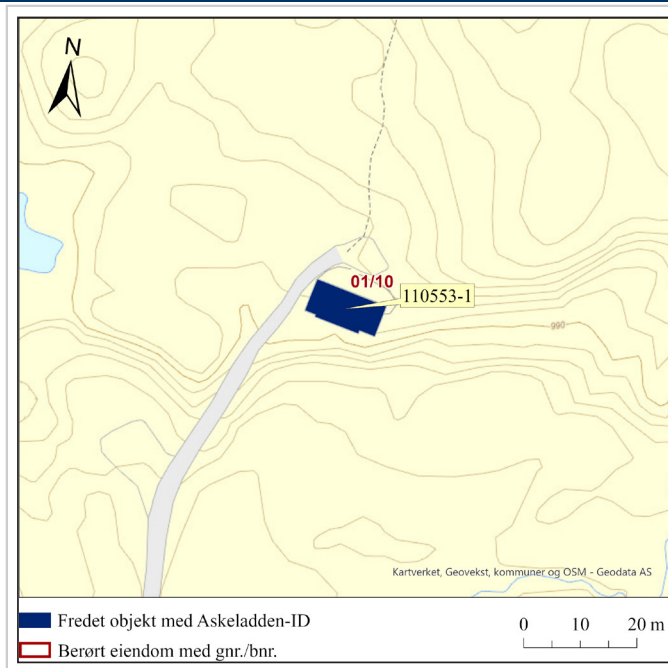 N
01/10
110553-1
990
Kartverket, Geovekst, kommuner og OSM - Geodata AS
Fredet objekt med Askeladden-ID
0 10 20 m
Berørt eiendom med gnr./bnr.